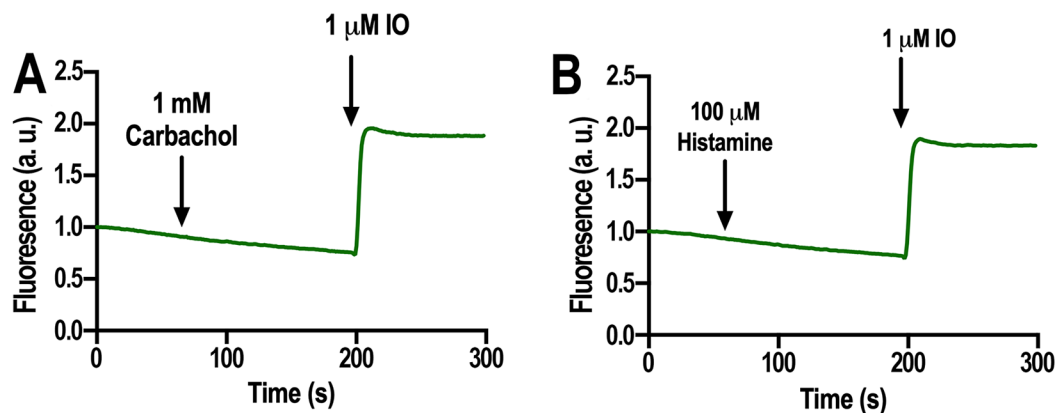 A
1 μM IO
1 mM
Carbachol
Fluoresence (a. u.)
2.5
2.0
1.5
1.0
0.5
0.0
0
100
200
300
Time (s)
B
1 μM IO
100 μM
Histamine
Fluoresence (a. u.)
2.5
2.0
1.5
1.0
0.5
0.0
0
100
200
300
Time (s)